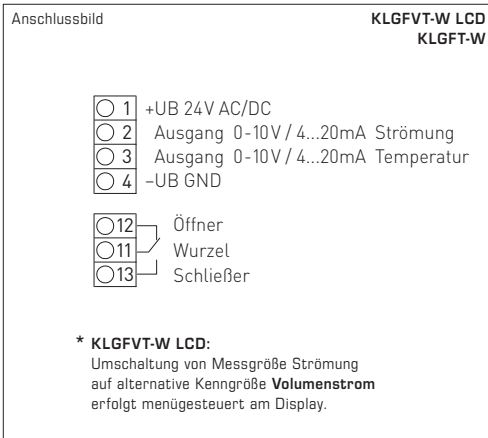 Anschlussbild KLGFVT-W LCD
KLGFT-W
1 +UB 24V AC/DC
2 Ausgang 0-10V / 4...20mA Strömung
3 Ausgang 0-10V / 4...20mA Temperatur
4 –UB GND
12 Öffner
11 Wurzel
13 Schließer
* KLGFVT-W LCD:
Umschaltung von Messgröße Strömung
auf alternative Kenngröße Volumenstrom
erfolgt menügesteuert am Display.